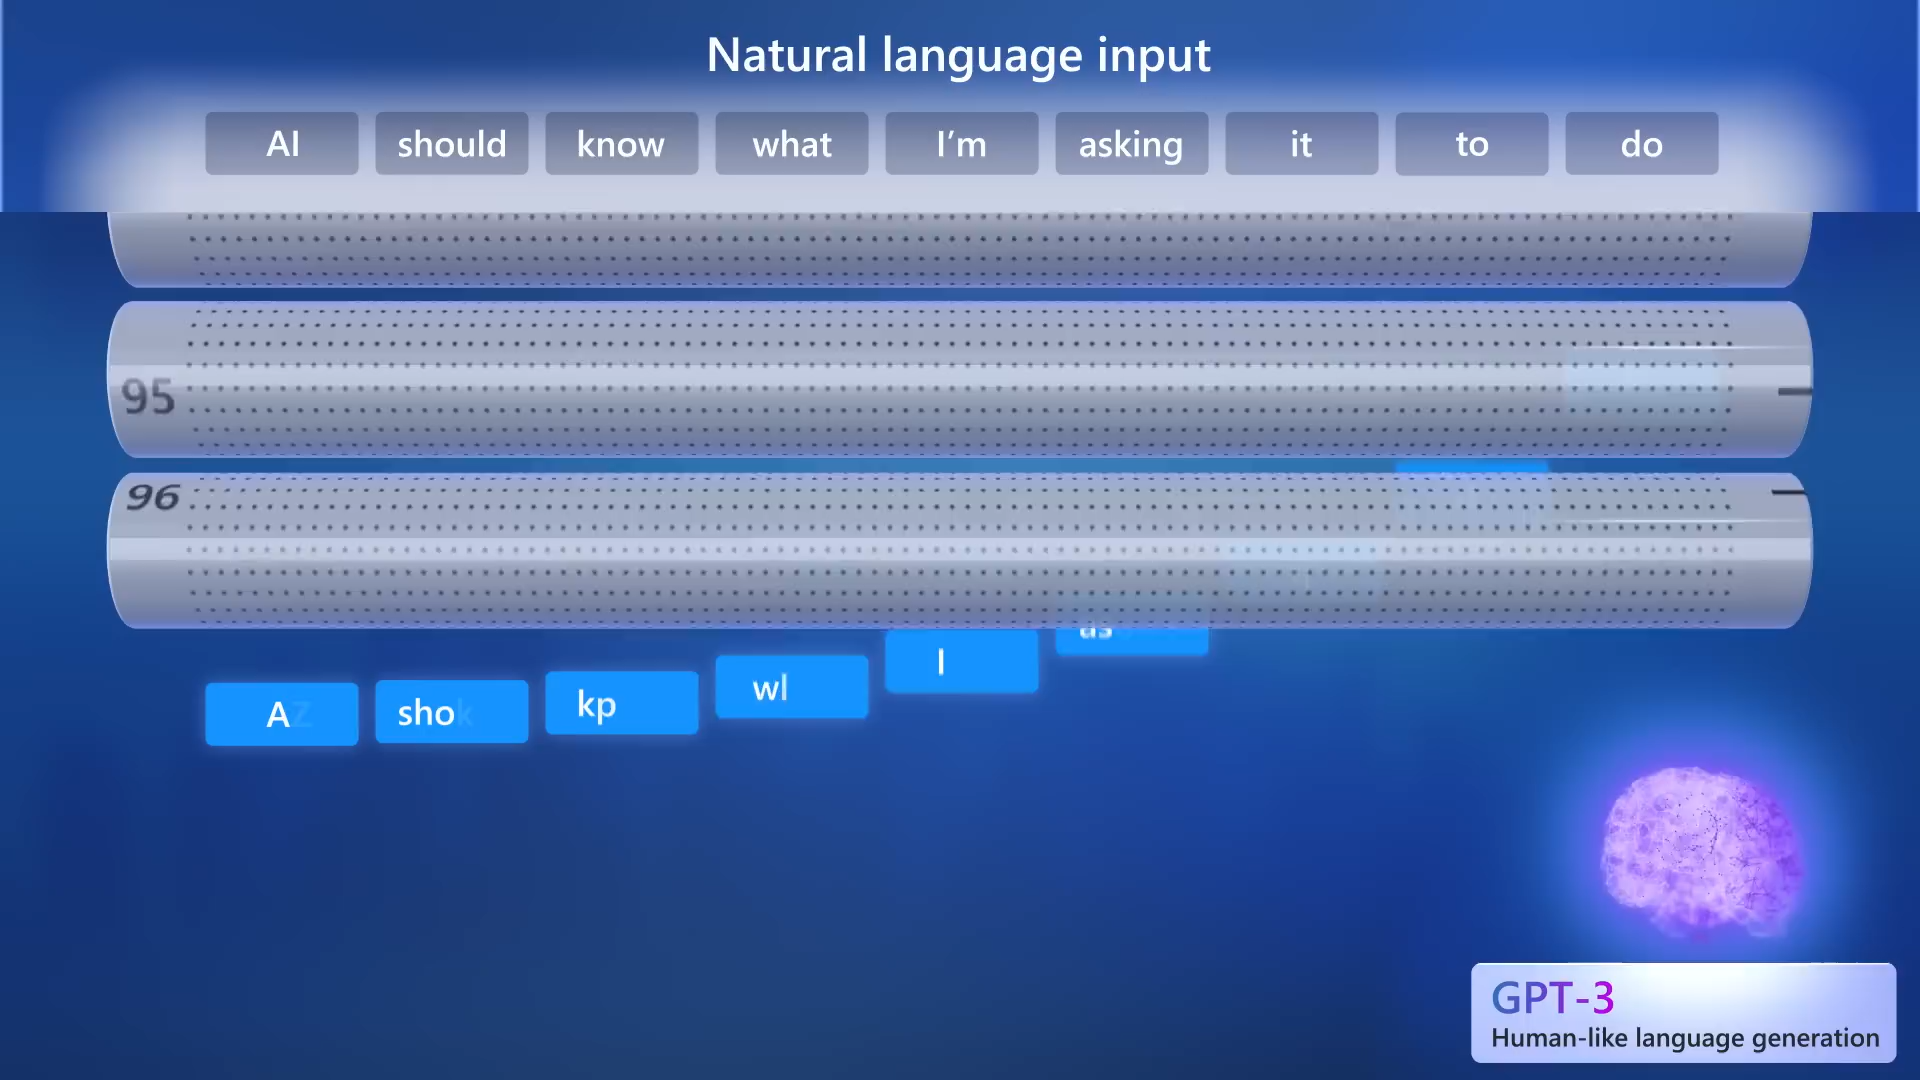 Natural language input
AI should know what I’m asking it to do
95
96
as
A sho kp wl I
GPT-3
Human-like language generation